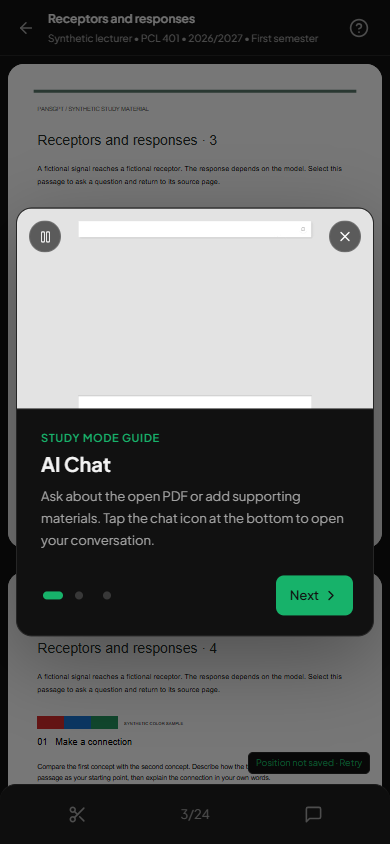 Receptors and responses
Synthetic lecturer • PCL 401 • 2026/2027 • First semester
PANSGPT / SYNTHETIC STUDY MATERIAL
Receptors and responses · 3
A fictional signal reaches a fictional receptor. The response depends on the model. Select this
passage to ask a question and return to its source page.
STUDY MODE GUIDE
AI Chat
Ask about the open PDF or add supporting
materials. Tap the chat icon at the bottom to open
your conversation.
Next
Receptors and responses · 4
A fictional signal reaches a fictional receptor. The response depends on the model. Select this
passage to ask a question and return to its source page.
SYNTHETIC COLOR SAMPLE
01 Make a connection
Compare the first concept with the second concept. Describe how the
Position not saved · Retry
passage as your starting point, then explain the connection in your own words.
3/24